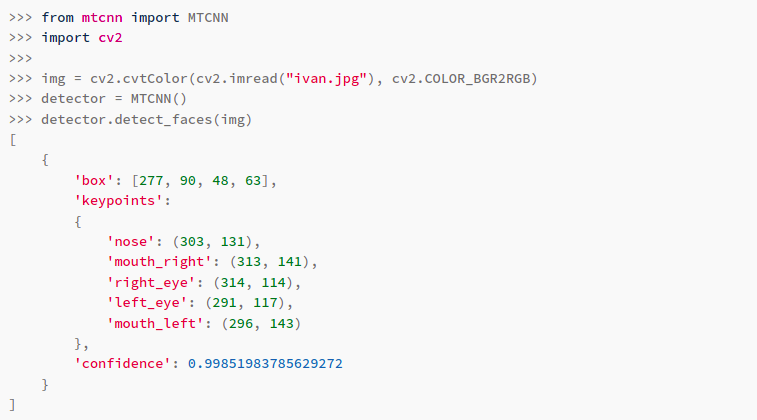 >>> from mtcnn import MTCNN
>>> import cv2
>>>
>>> img = cv2.cvtColor(cv2.imread("ivan.jpg"), cv2.COLOR_BGR2RGB)
>>> detector = MTCNN()
>>> detector.detect_faces(img)
[
    {
        'box': [277, 90, 48, 63],
        'keypoints':
        {
            'nose': (303, 131),
            'mouth_right': (313, 141),
            'right_eye': (314, 114),
            'left_eye': (291, 117),
            'mouth_left': (296, 143)
        },
        'confidence': 0.99851983785629272
    }
]